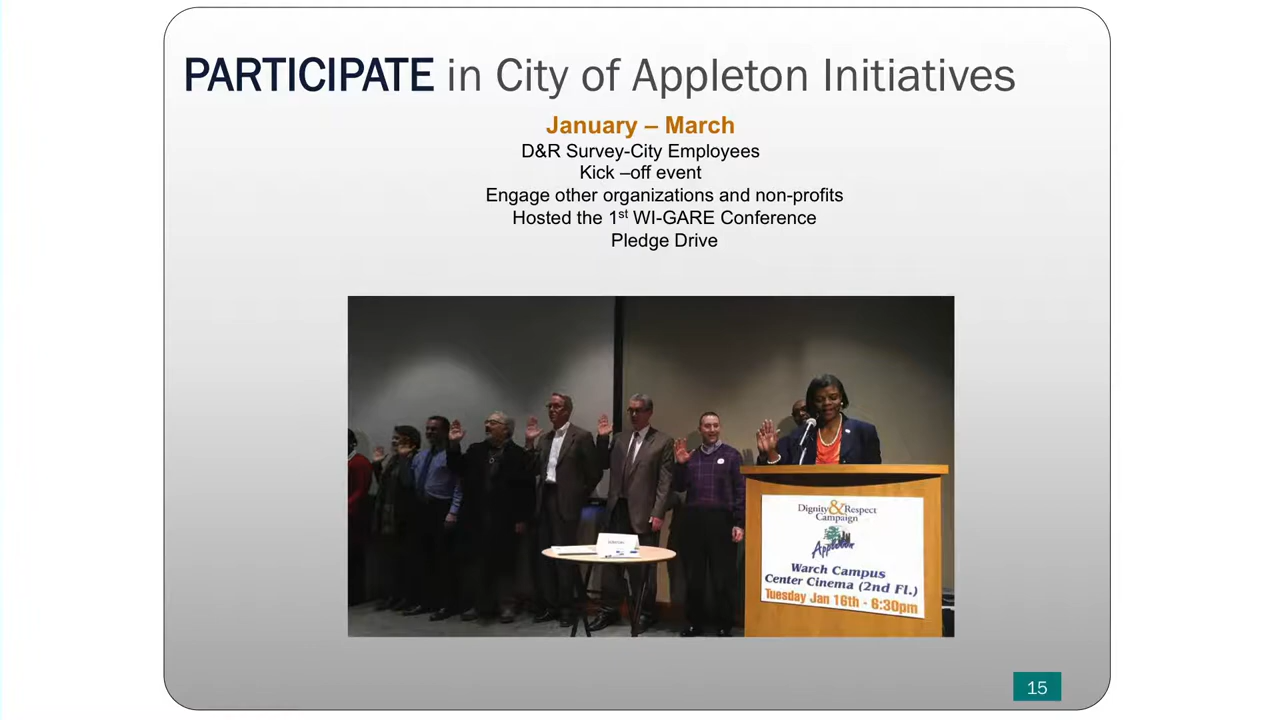 PARTICIPATE in City of Appleton Initiatives
January – March
D&R Survey-City Employees
Kick –off event
Engage other organizations and non-profits
Hosted the 1st WI-GARE Conference
Pledge Drive
Dignity & Respect
Campaign
Appleton
Warch Campus
Center Cinema (2nd Fl.)
Tuesday Jan 16th - 6:30pm
15